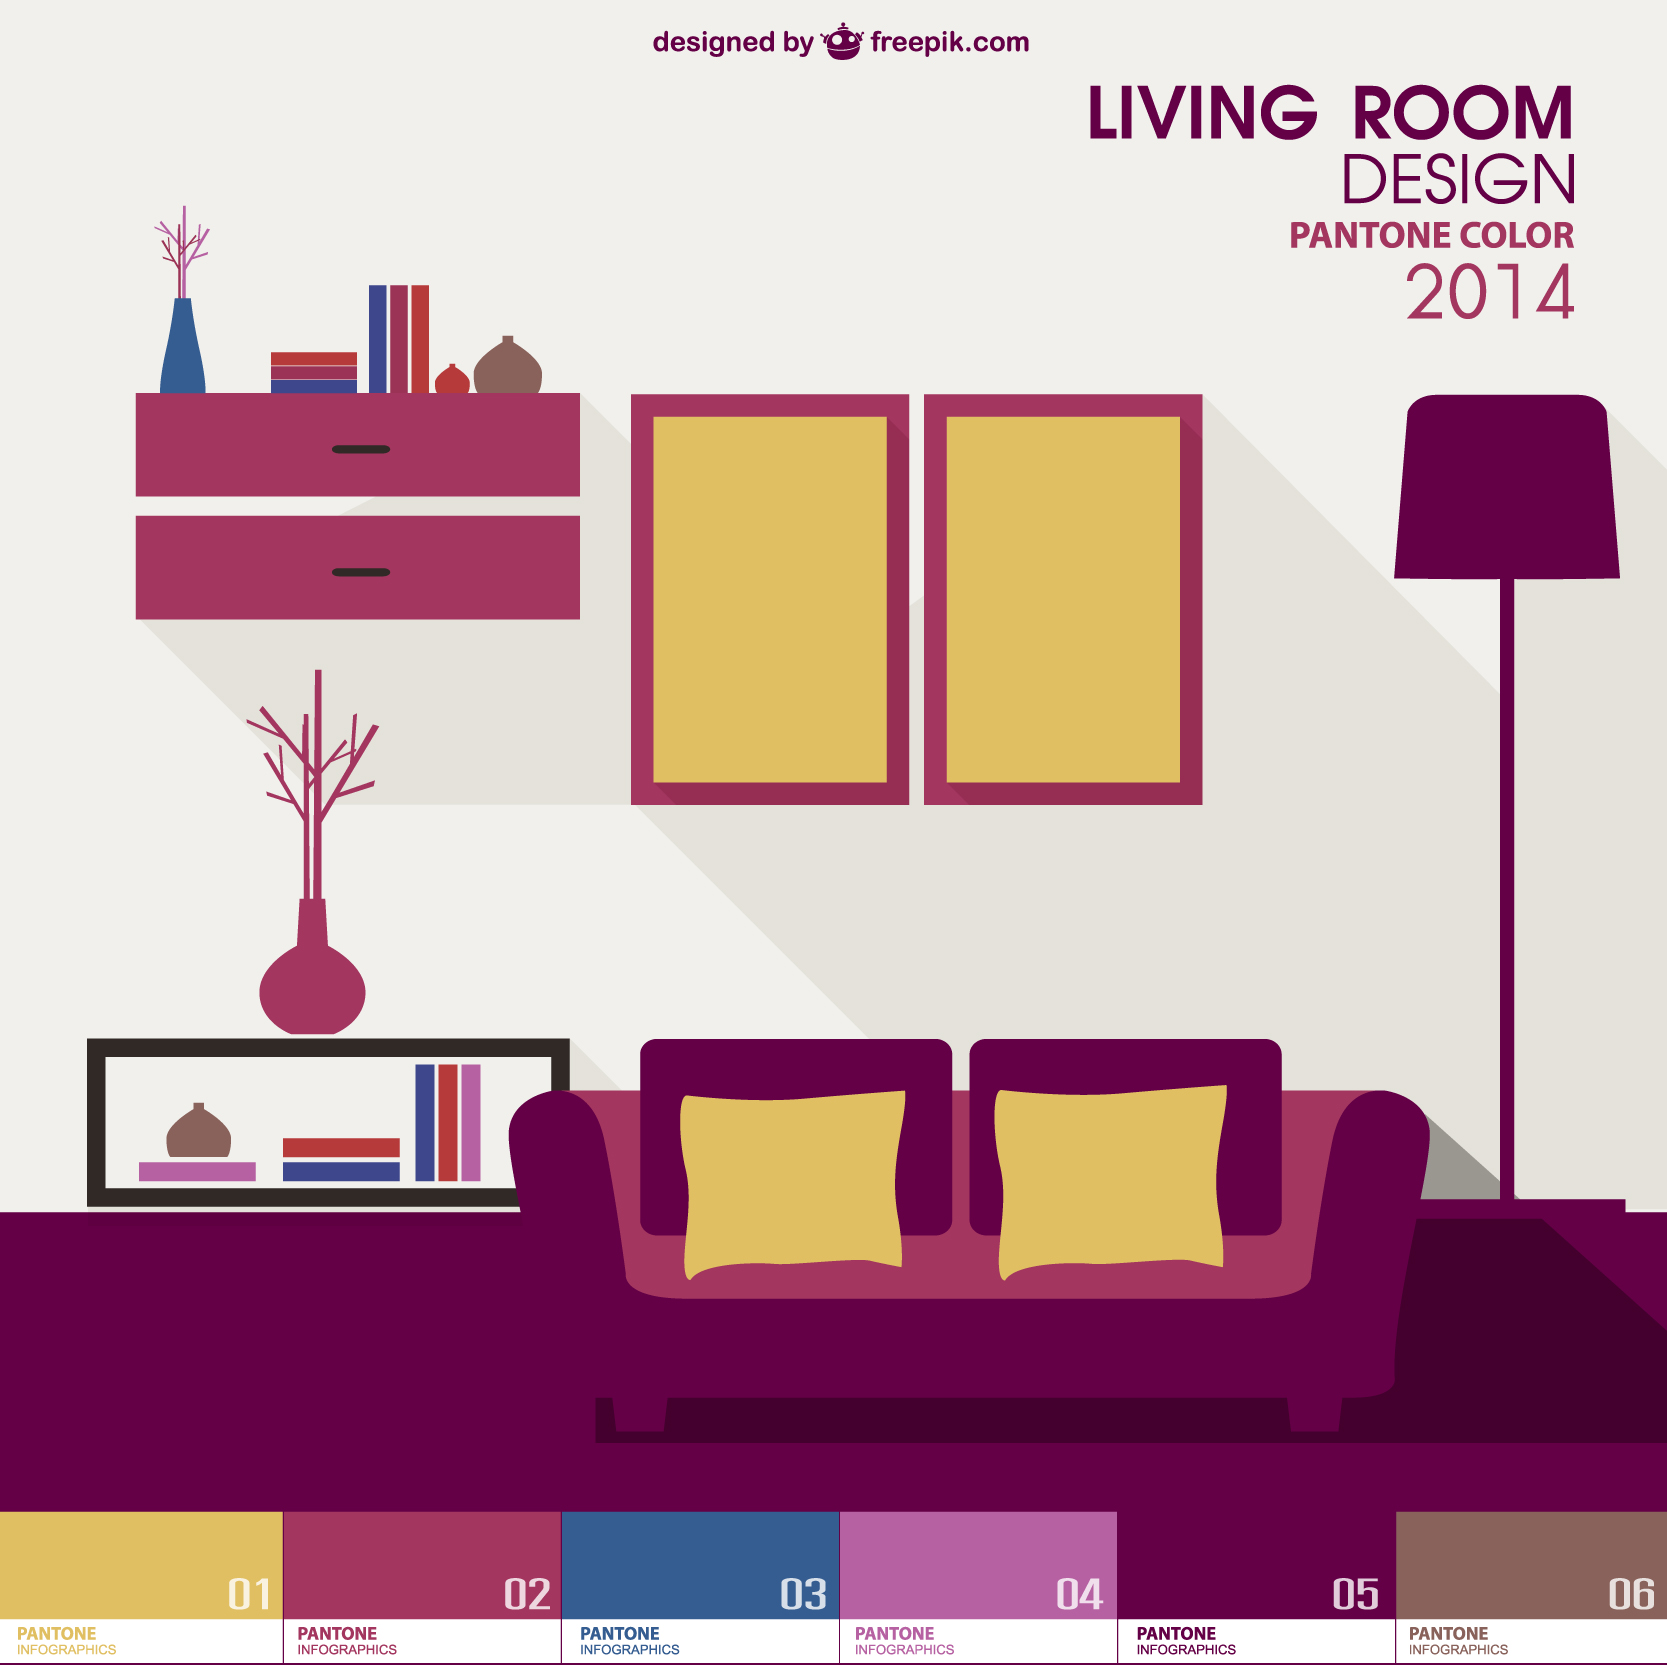 designed by freepik.com
LIVING ROOM
DESIGN
PANTONE COLOR
2014
01
PANTONE
INFOGRAPHICS
02
PANTONE
INFOGRAPHICS
03
PANTONE
INFOGRAPHICS
04
PANTONE
INFOGRAPHICS
05
PANTONE
INFOGRAPHICS
06
PANTONE
INFOGRAPHICS